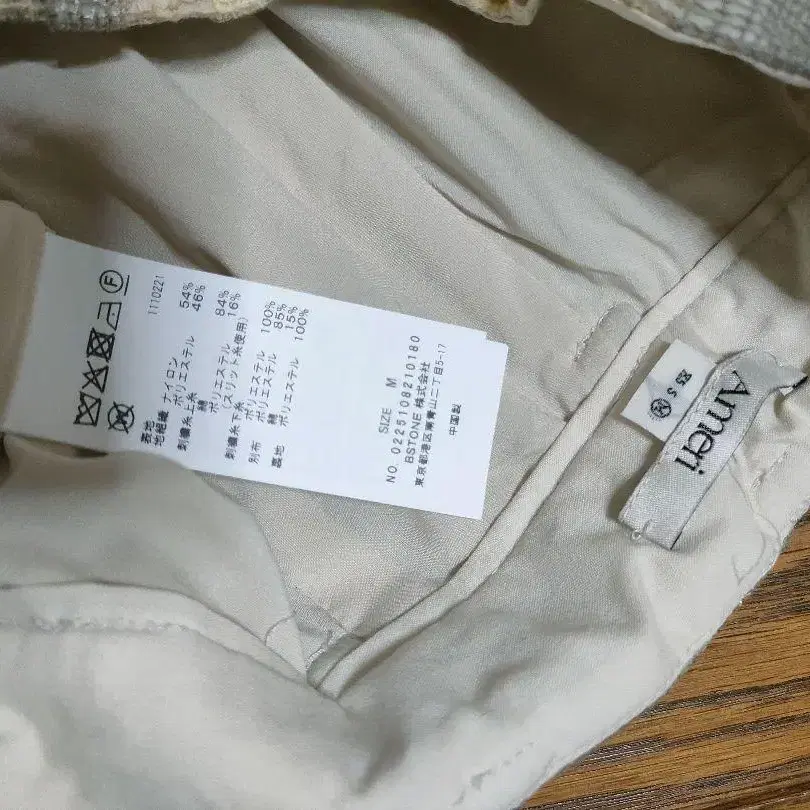 1110221
表地
地組織 ナイロン 54%
ポリエステル 46%
刺繍糸上糸
綿
ポリエステル 84%
刺繍糸下糸 (スリット糸使用) 16%
綿
別布 ポリエステル 100%
ポリエステル 85%
綿 15%
裏地 ポリエステル 100%
SIZE M
NO. 0225108210180
BSTONE 株式会社
東京都港区南青山二丁目5-17
中国製
F
Ameri
S M